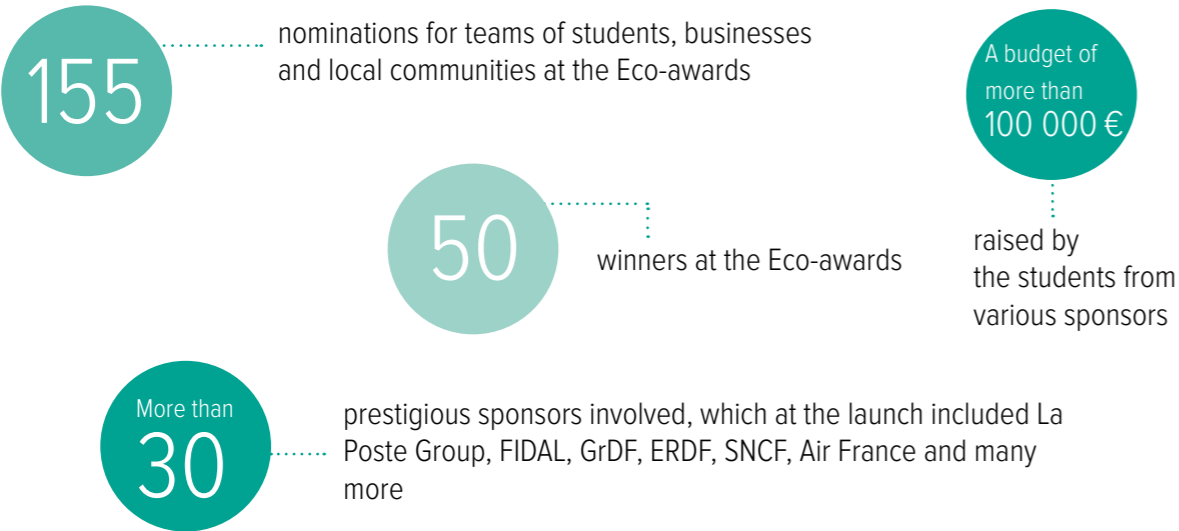 155
nominations for teams of students, businesses
and local communities at the Eco-awards
A budget of
more than
100 000 €
raised by
the students from
various sponsors
50
winners at the Eco-awards
More than
30
prestigious sponsors involved, which at the launch included La
Poste Group, FIDAL, GrDF, ERDF, SNCF, Air France and many
more